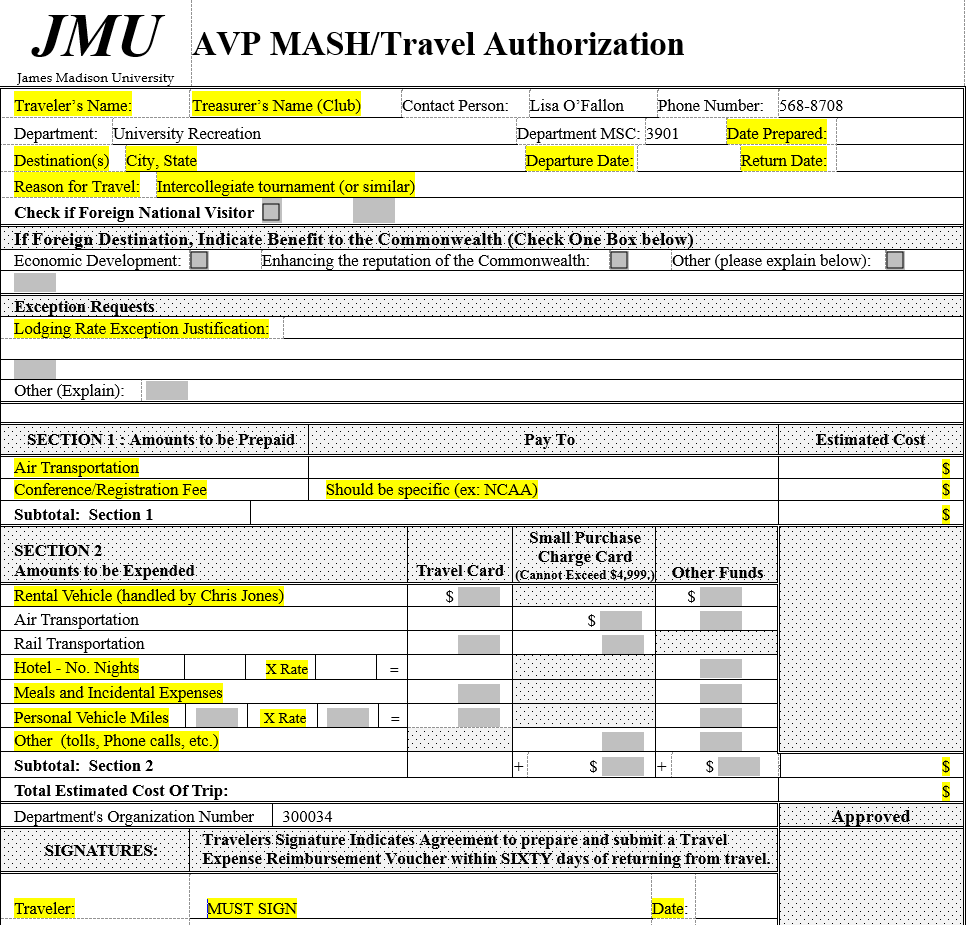 JMU
James Madison University
AVP MASH/Travel Authorization
Traveler's Name: Treasurer's Name (Club) Contact Person: Lisa O'Fallon Phone Number: 568-8708
Department: University Recreation Department MSC: 3901 Date Prepared:
Destination(s) City, State Departure Date: Return Date:
Reason for Travel: Intercollegiate tournament (or similar)
Check if Foreign National Visitor
If Foreign Destination, Indicate Benefit to the Commonwealth (Check One Box below)
Economic Development: Enhancing the reputation of the Commonwealth: Other (please explain below):
Exception Requests
Lodging Rate Exception Justification:
Other (Explain):
SECTION 1 : Amounts to be Prepaid Pay To Estimated Cost
Air Transportation $
Conference/Registration Fee Should be specific (ex: NCAA) $
Subtotal: Section 1 $
SECTION 2
Amounts to be Expended Travel Card
Small Purchase
Charge Card
(Cannot Exceed $4,999.) Other Funds
Rental Vehicle (handled by Chris Jones) $ $
Air Transportation $
Rail Transportation
Hotel - No. Nights X Rate =
Meals and Incidental Expenses
Personal Vehicle Miles X Rate =
Other (tolls, Phone calls, etc.)
Subtotal: Section 2 + $ + $ $
Total Estimated Cost Of Trip: $
Department's Organization Number 300034 Approved
SIGNATURES:
Travelers Signature Indicates Agreement to prepare and submit a Travel
Expense Reimbursement Voucher within SIXTY days of returning from travel.
Traveler: MUST SIGN Date: